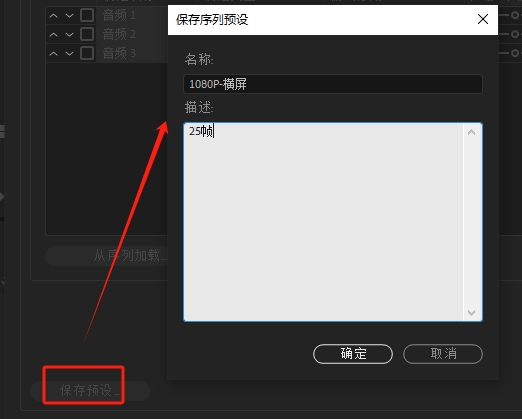 保存序列预设
音频 1
音频 2
音频 3
名称:
1080P-横屏
描述:
25帧
从序列加载...
确定
取消
保存预设...